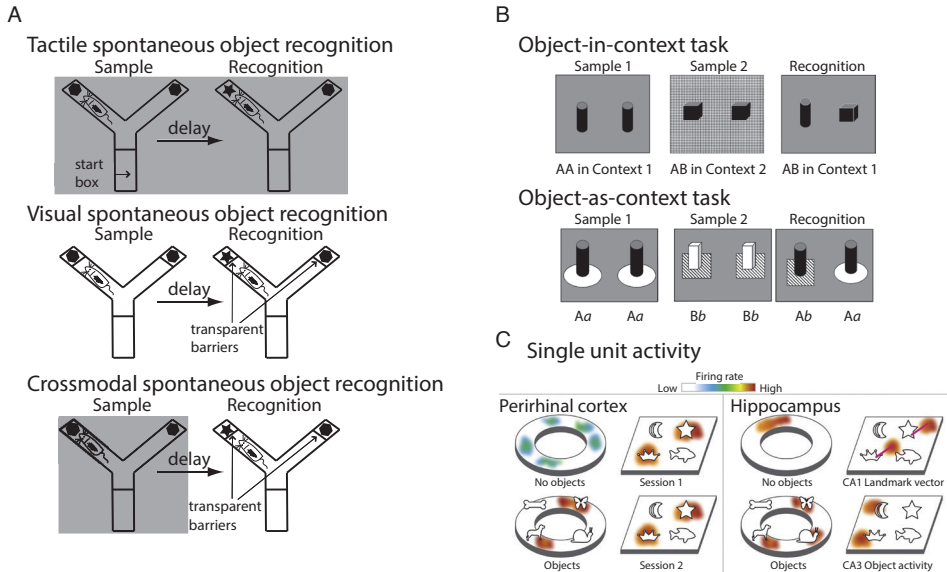 A
Tactile spontaneous object recognition
Sample Recognition
delay
start
box
Visual spontaneous object recognition
Sample Recognition
delay
transparent
barriers
Crossmodal spontaneous object recognition
Sample Recognition
delay
transparent
barriers
B
Object-in-context task
Sample 1 Sample 2 Recognition
AA in Context 1 AB in Context 2 AB in Context 1
Object-as-context task
Sample 1 Sample 2 Recognition
Aa Aa Bb Bb Ab Aa
C
Single unit activity
Firing rate
Low High
Perirhinal cortex Hippocampus
No objects Session 1 No objects CA1 Landmark vector
Objects Session 2 Objects CA3 Object activity